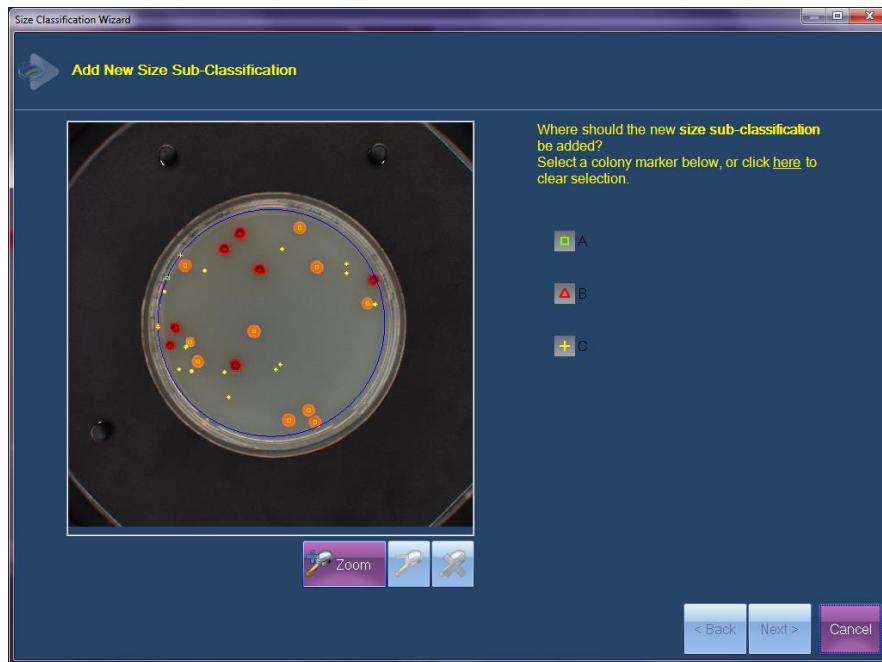 Size Classification Wizard
Add New Size Sub-Classification
Where should the new size sub-classification
be added?
Select a colony marker below, or click here to
clear selection.
A
B
C
Zoom
< Back
Next >
Cancel